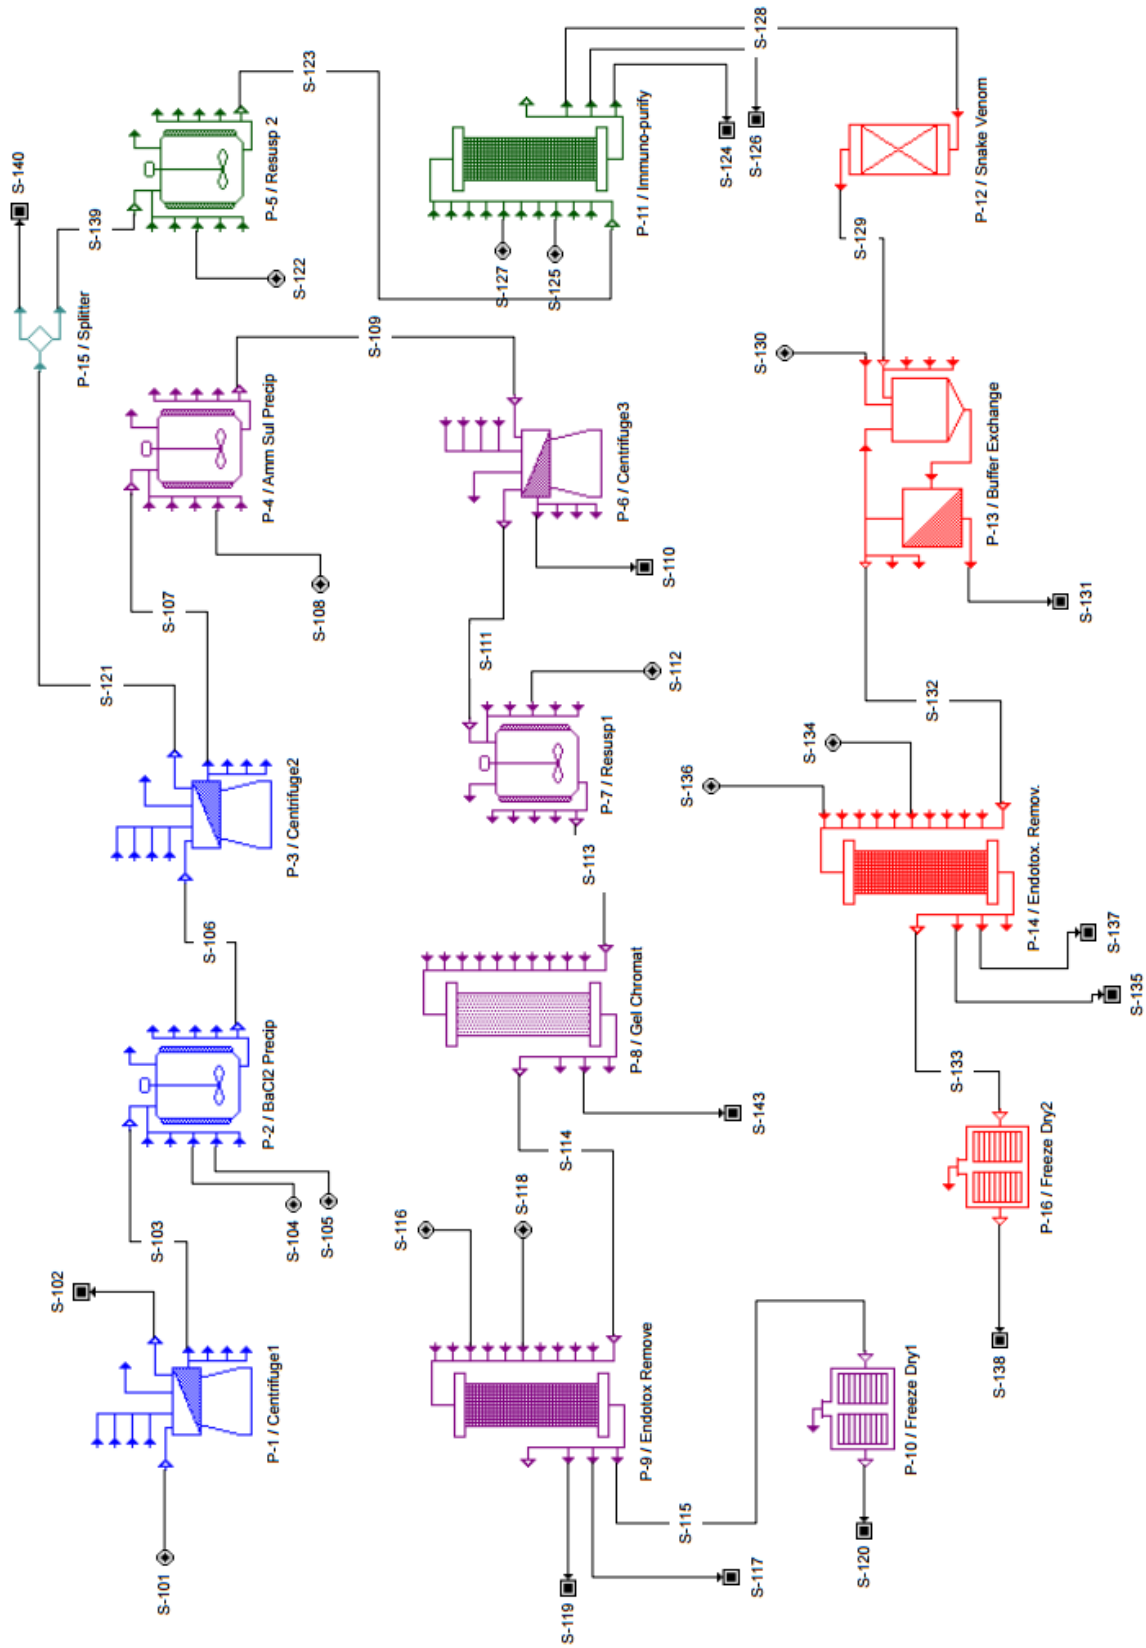 S-101
P-1 / Centrifuge1
S-102
S-103
S-104
S-105
P-2 / BaCl2 Precip
S-106
P-3 / Centrifuge2
S-121
S-107
S-108
P-4 / Amm Sul Precip
P-15 / Splitter
S-140
S-139
S-122
P-5 / Resusp 2
S-123
S-109
P-6 / Centrifuge3
S-110
S-111
S-112
P-7 / Resusp1
S-113
P-8 / Gel Chromat
S-143
S-114
S-116
S-118
P-9 / Endotox Remove
S-119
S-117
S-115
P-10 / Freeze Dry1
S-120
S-127
S-125
P-11 / Immuno-purify
S-124
S-126
S-128
P-12 / Snake Venom
S-129
S-130
P-13 / Buffer Exchange
S-131
S-132
S-134
S-136
P-14 / Endotox. Remov.
S-137
S-135
S-133
P-16 / Freeze Dry2
S-138